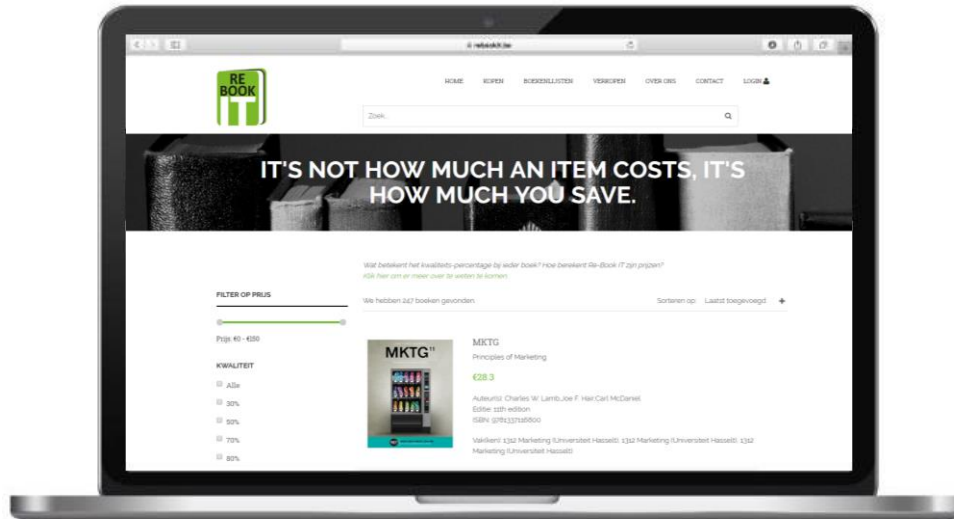 rebookit.be
RE
BOOK
IT
HOME KOPEN BOEKENLIJSTEN VERKOPEN OVER ONS CONTACT LOGIN
Zoek...
IT'S NOT HOW MUCH AN ITEM COSTS, IT'S
HOW MUCH YOU SAVE.
Wat betekent het kwaliteits-percentage bij ieder boek? Hoe berekent Re-Book IT zijn prijzen?
Klik hier om er meer over te weten te komen.
FILTER OP PRIJS
We hebben 247 boeken gevonden.
Sorteren op: Laatst toegevoegd +
Prijs: €0 - €150
KWALITEIT
Alle
30%
50%
70%
80%
MKTG11
MKTG
Principles of Marketing
€28.3
Auteur(s): Charles W. Lamb,Joe F. Hair,Carl McDaniel
Editie: 11th edition
ISBN: 9781337116800
Vak(ken): 1312 Marketing (Universiteit Hasselt), 1312 Marketing (Universiteit Hasselt), 1312
Marketing (Universiteit Hasselt)